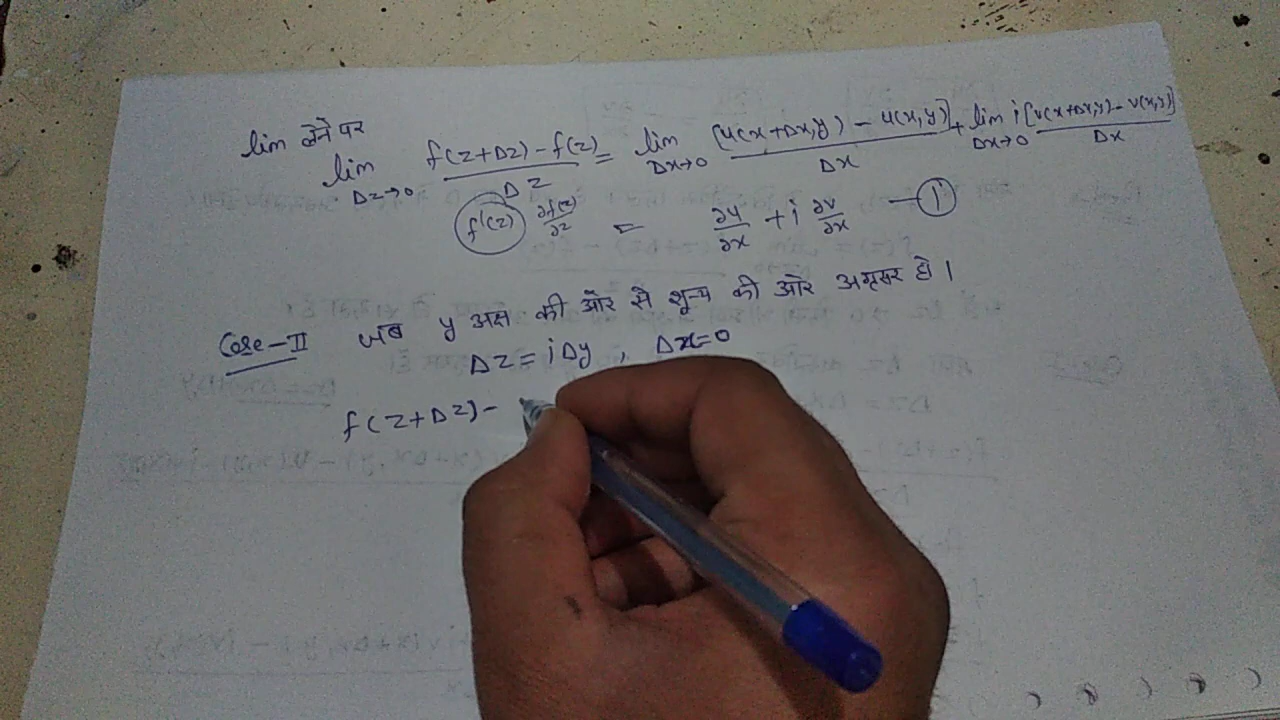 lim लेने पर
lim Δz→0 f(z+Δz) - f(z) / Δz = lim Δx→0 [u(x+Δx,y) - u(x,y)] / Δx + lim Δx→0 i[v(x+Δx,y) - v(x,y)] / Δx
f'(z) ∂f(z)/∂z = ∂u/∂x + i ∂v/∂x — ①
Case-II जब y अक्ष की ओर से शून्य की ओर अग्रसर हो।
Δz = iΔy , Δx=0
f(z+Δz) -